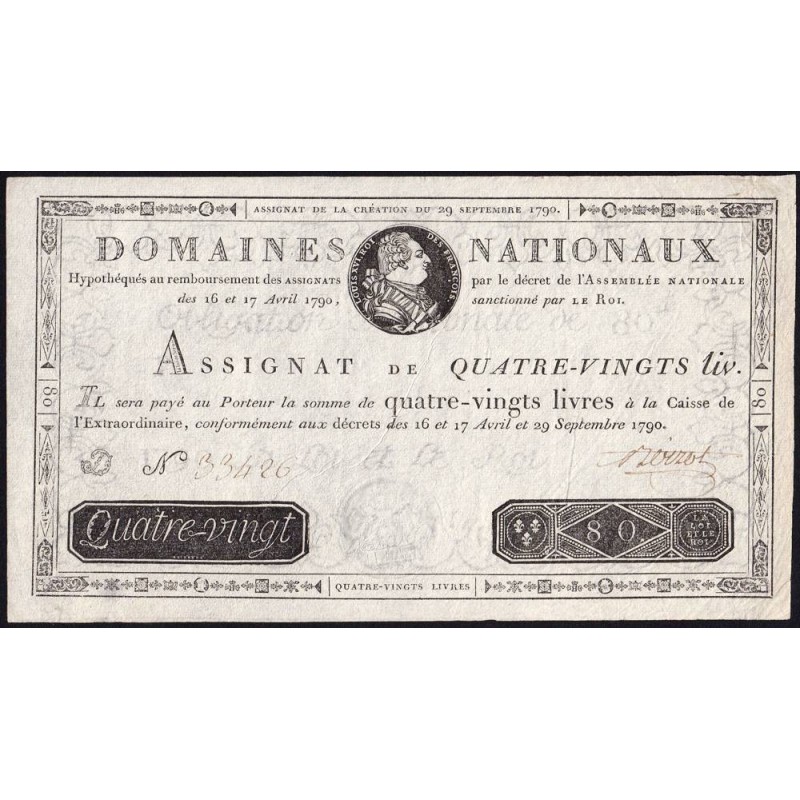 ASSIGNAT DE LA CRÉATION DU 29 SEPTEMBRE 1790.
DOMAINES NATIONAUX
LOUIS XVI. ROI DES FRANÇOIS.
Hypothéqués au remboursement des ASSIGNATS par le décret de l'ASSEMBLÉE NATIONALE
des 16 et 17 Avril 1790, sanctionné par LE ROI.
ASSIGNAT DE QUATRE-VINGTS liv.
80
80
IL sera payé au Porteur la somme de quatre-vingts livres à la Caisse de
l'Extraordinaire, conformément aux décrets des 16 et 17 Avril et 29 Septembre 1790.
D N° 33426
Quatre-vingt
80.
LA
LOI
ET LE
ROI
QUATRE-VINGTS LIVRES